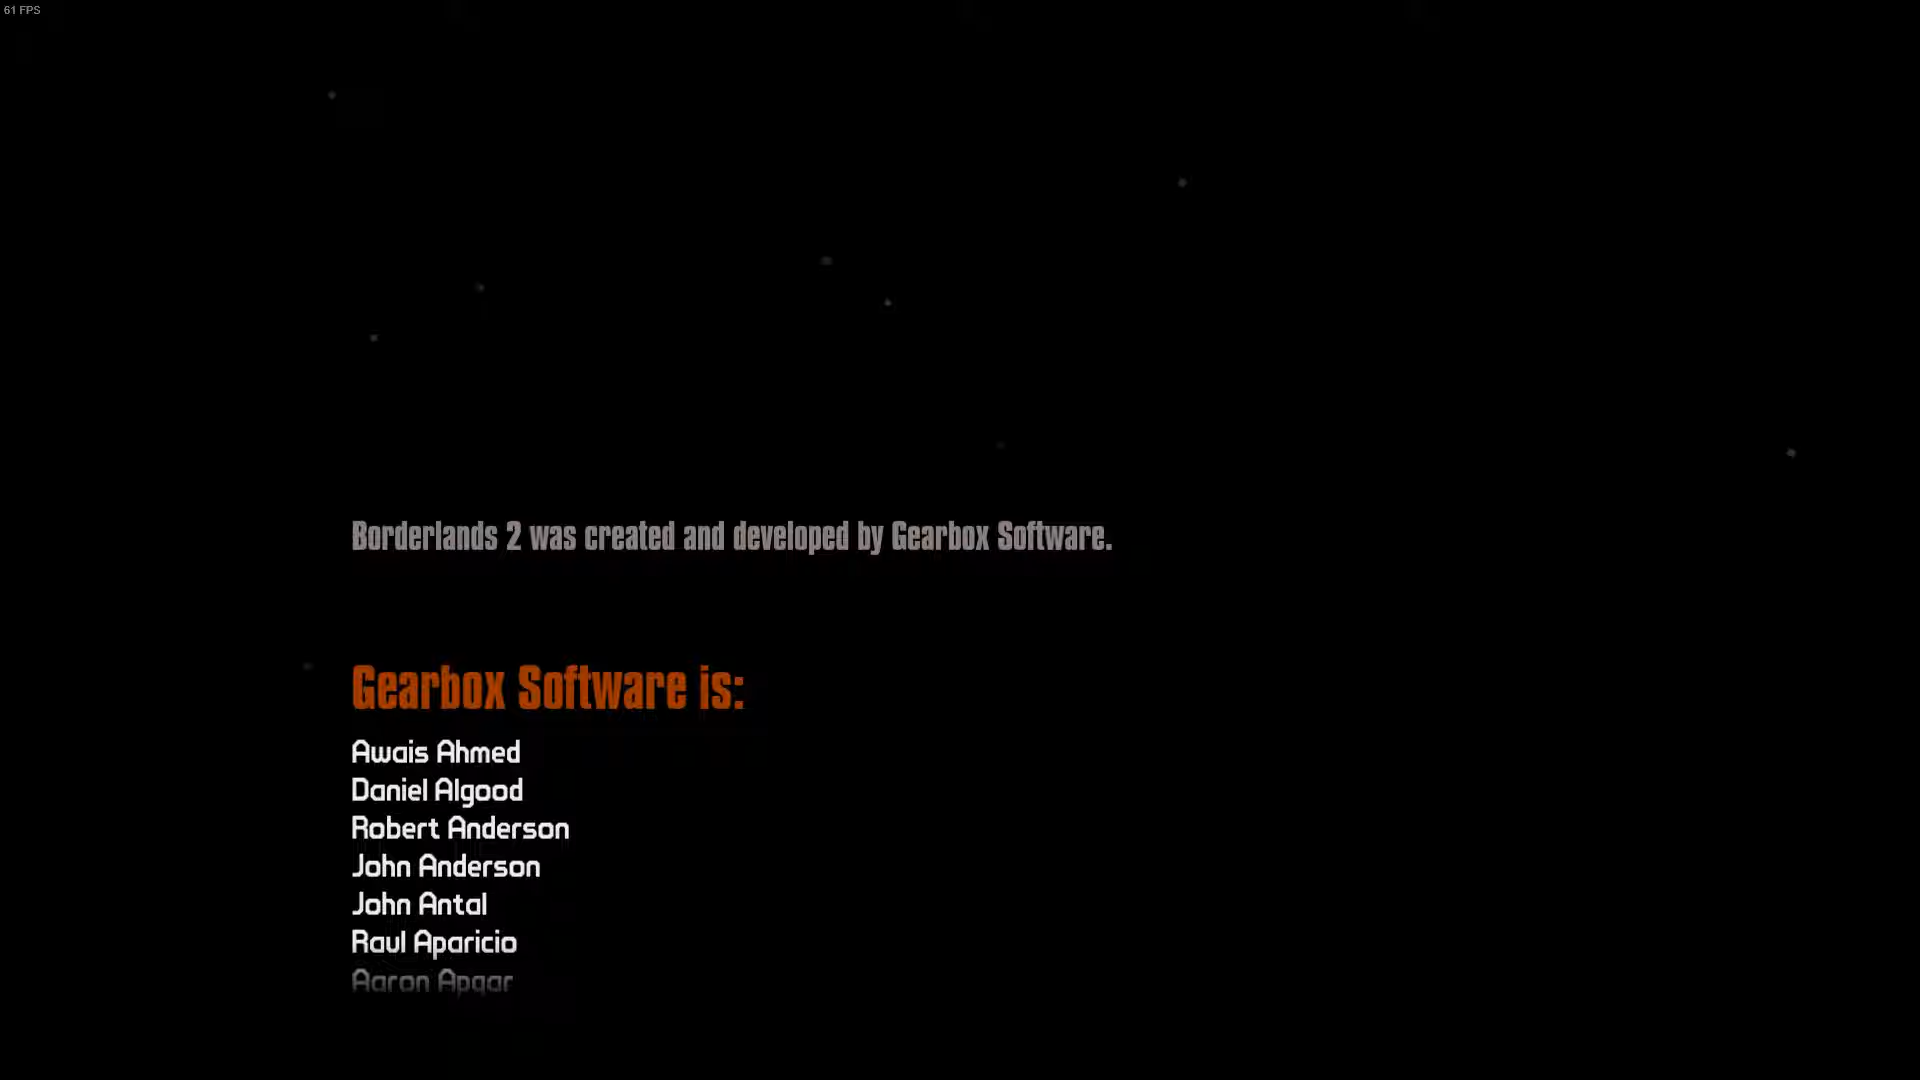 61 FPS
Borderlands 2 was created and developed by Gearbox Software.
Gearbox Software is:
Awais Ahmed
Daniel Algood
Robert Anderson
John Anderson
John Antal
Raul Aparicio
Aaron Apgar